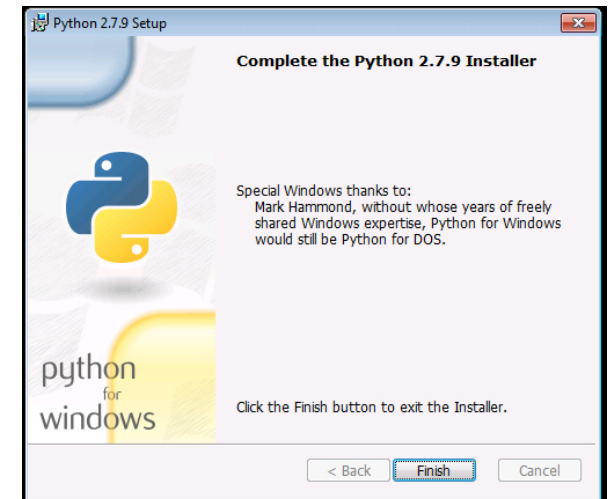 Python 2.7.9 Setup
Complete the Python 2.7.9 Installer
Special Windows thanks to:
Mark Hammond, without whose years of freely
shared Windows expertise, Python for Windows
would still be Python for DOS.
python
for
windows
Click the Finish button to exit the Installer.
< Back
Finish
Cancel